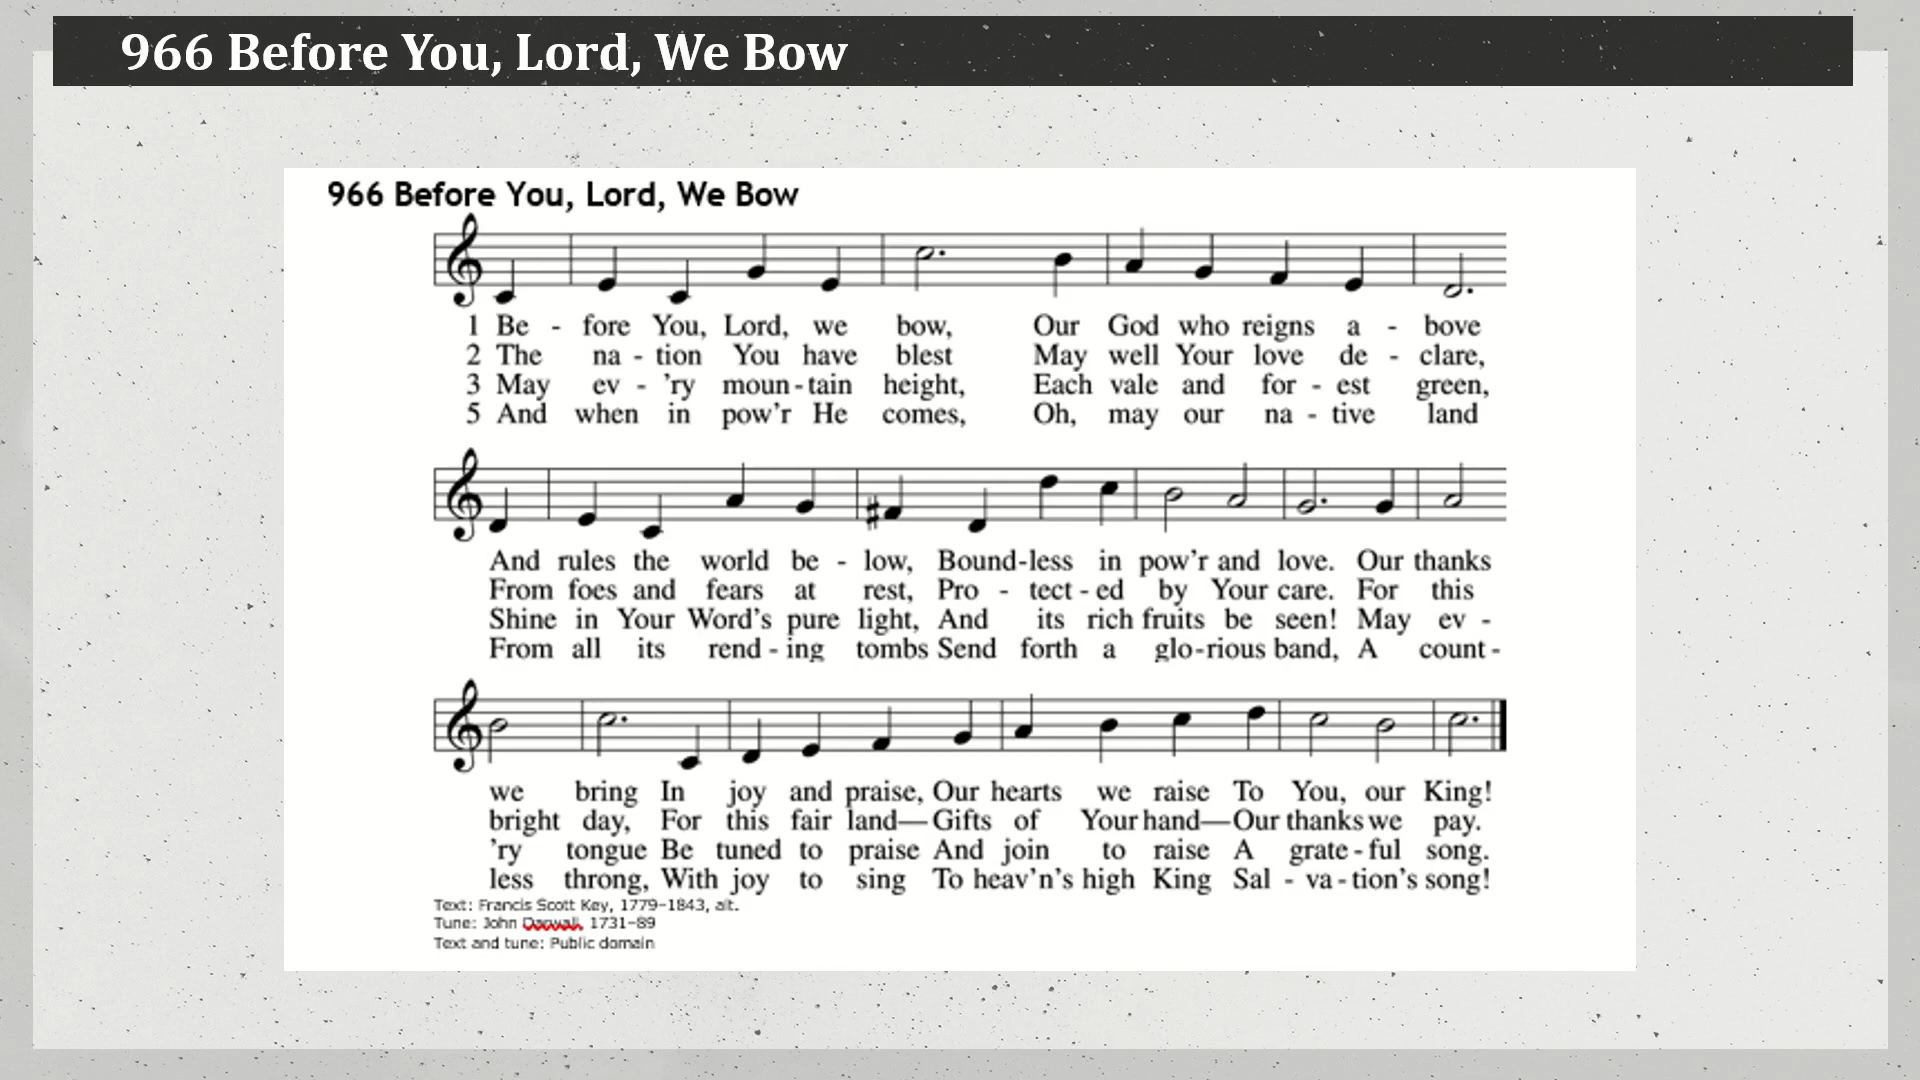 966 Before You, Lord, We Bow
966 Before You, Lord, We Bow
1 Be - fore You, Lord, we bow, Our God who reigns a - bove
2 The na - tion You have blest May well Your love de - clare,
3 May ev - 'ry moun - tain height, Each vale and for - est green,
5 And when in pow'r He comes, Oh, may our na - tive land
And rules the world be - low, Bound-less in pow'r and love. Our thanks
From foes and fears at rest, Pro - tect - ed by Your care. For this
Shine in Your Word's pure light, And its rich fruits be seen! May ev -
From all its rend - ing tombs Send forth a glo-rious band, A count -
we bring In joy and praise, Our hearts we raise To You, our King!
bright day, For this fair land—Gifts of Your hand—Our thanks we pay.
'ry tongue Be tuned to praise And join to raise A grate - ful song.
less throng, With joy to sing To heav'n's high King Sal - va - tion's song!
Text: Francis Scott Key, 1779–1843, alt.
Tune: John Darwall, 1731–89
Text and tune: Public domain